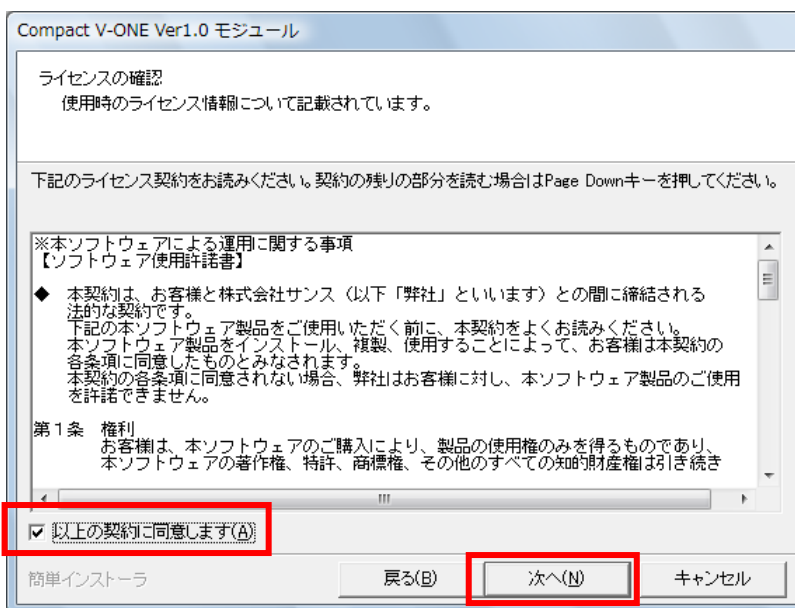 Compact V-ONE Ver1.0 モジュール
ライセンスの確認
使用時のライセンス情報について記載されています。
下記のライセンス契約をお読みください。契約の残りの部分を読む場合はPage Downキーを押してください。
※本ソフトウェアによる運用に関する事項
【ソフトウェア使用許諾書】
◆ 本契約は、お客様と株式会社サンス（以下「弊社」といいます）との間に締結される
法的な契約です。
下記の本ソフトウェア製品をご使用いただく前に、本契約をよくお読みください。
本ソフトウェア製品をインストール、複製、使用することによって、お客様は本契約の
各条項に同意したものとみなされます。
本契約の各条項に同意されない場合、弊社はお客様に対し、本ソフトウェア製品のご使用
を許諾できません。
第１条 権利
お客様は、本ソフトウェアのご購入により、製品の使用権のみを得るものであり、
本ソフトウェアの著作権、特許、商標権、その他のすべての知的財産権は引き続き
以上の契約に同意します(A)
簡単インストーラ
戻る(B)
次へ(N)
キャンセル